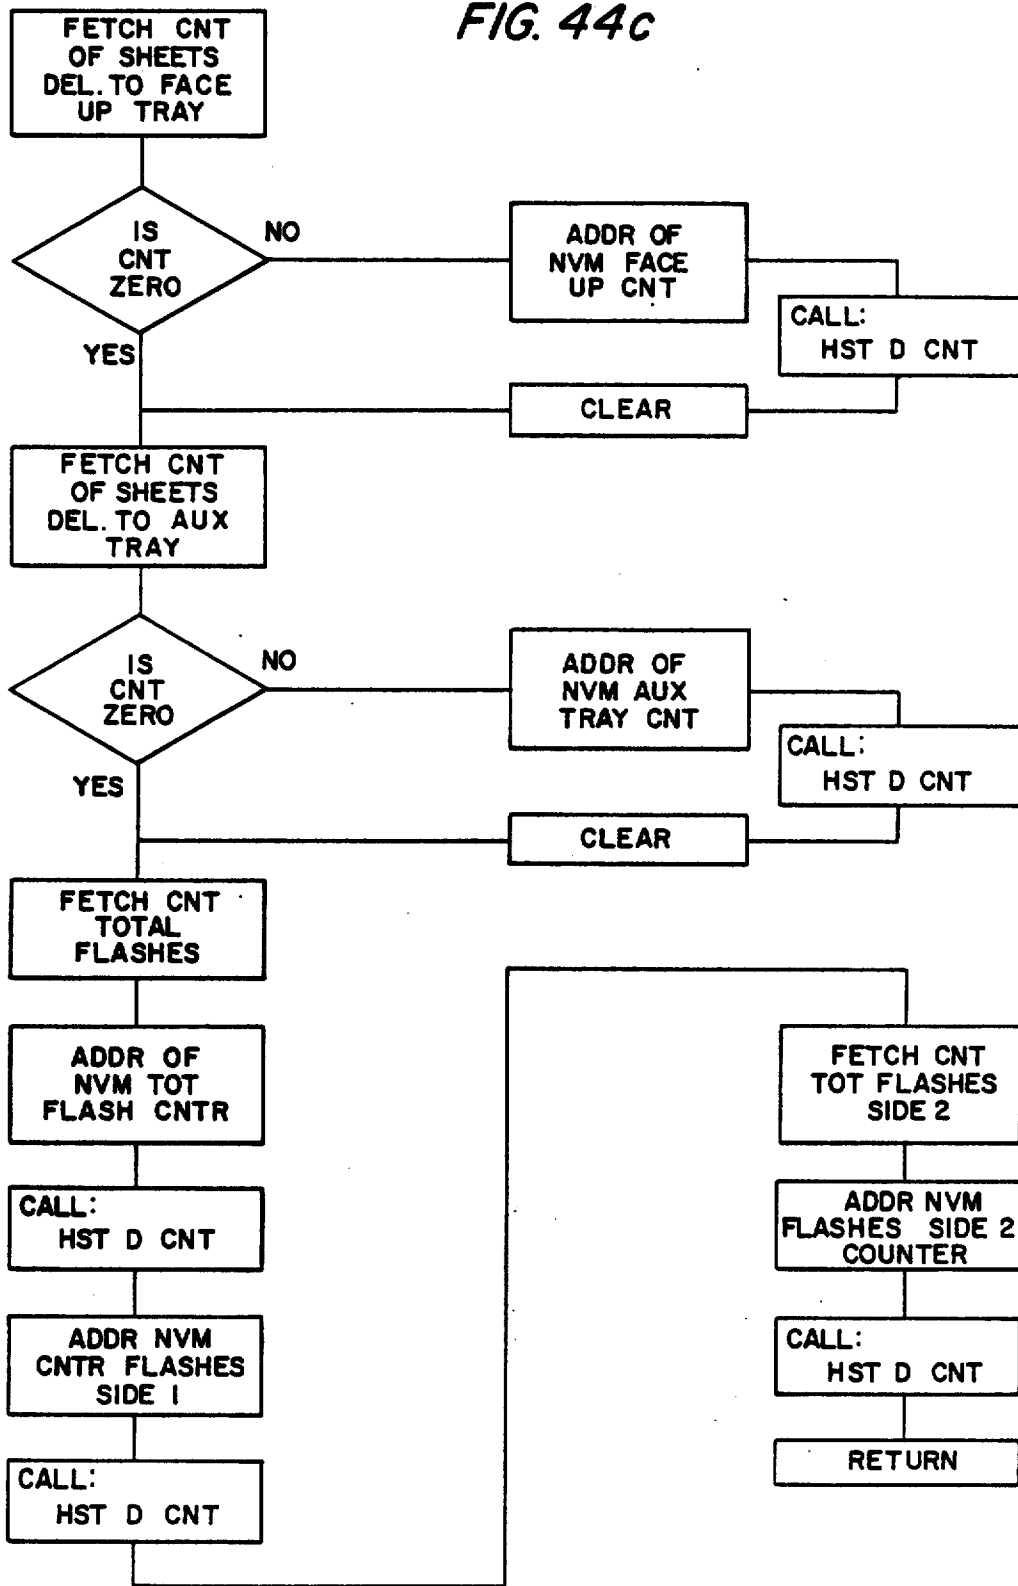 FIG. 44c
FETCH CNT
OF SHEETS
DEL. TO FACE
UP TRAY
IS
CNT
ZERO
NO
YES
ADDR OF
NVM FACE
UP CNT
CALL:
HST D CNT
CLEAR
FETCH CNT
OF SHEETS
DEL. TO AUX
TRAY
IS
CNT
ZERO
NO
YES
ADDR OF
NVM AUX
TRAY CNT
CALL:
HST D CNT
CLEAR
FETCH CNT
TOTAL
FLASHES
ADDR OF
NVM TOT
FLASH CNTR
CALL:
HST D CNT
ADDR NVM
CNTR FLASHES
SIDE 1
CALL:
HST D CNT
FETCH CNT
TOT FLASHES
SIDE 2
ADDR NVM
FLASHES SIDE 2
COUNTER
CALL:
HST D CNT
RETURN